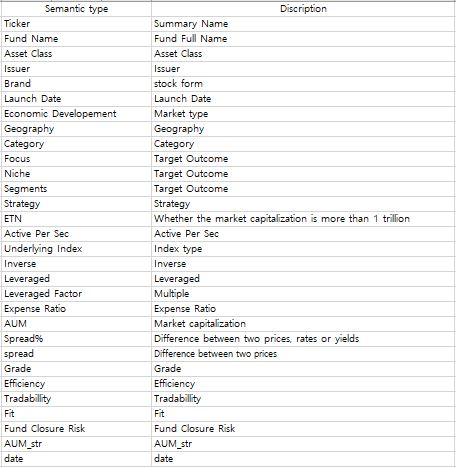 Semantic type Discription
Ticker Summary Name
Fund Name Fund Full Name
Asset Class Asset Class
Issuer Issuer
Brand stock form
Launch Date Launch Date
Economic Developement Market type
Geography Geography
Category Category
Focus Target Outcome
Niche Target Outcome
Segments Target Outcome
Strategy Strategy
ETN Whether the market capitalization is more than 1 trillion
Active Per Sec Active Per Sec
Underlying Index Index type
Inverse Inverse
Leveraged Leveraged
Leveraged Factor Multiple
Expense Ratio Expense Ratio
AUM Market capitalization
Spread% Difference between two prices, rates or yields
spread Difference between two prices
Grade Grade
Efficiency Efficiency
Tradabillity Tradabillity
Fit Fit
Fund Closure Risk Fund Closure Risk
AUM_str AUM_str
date date